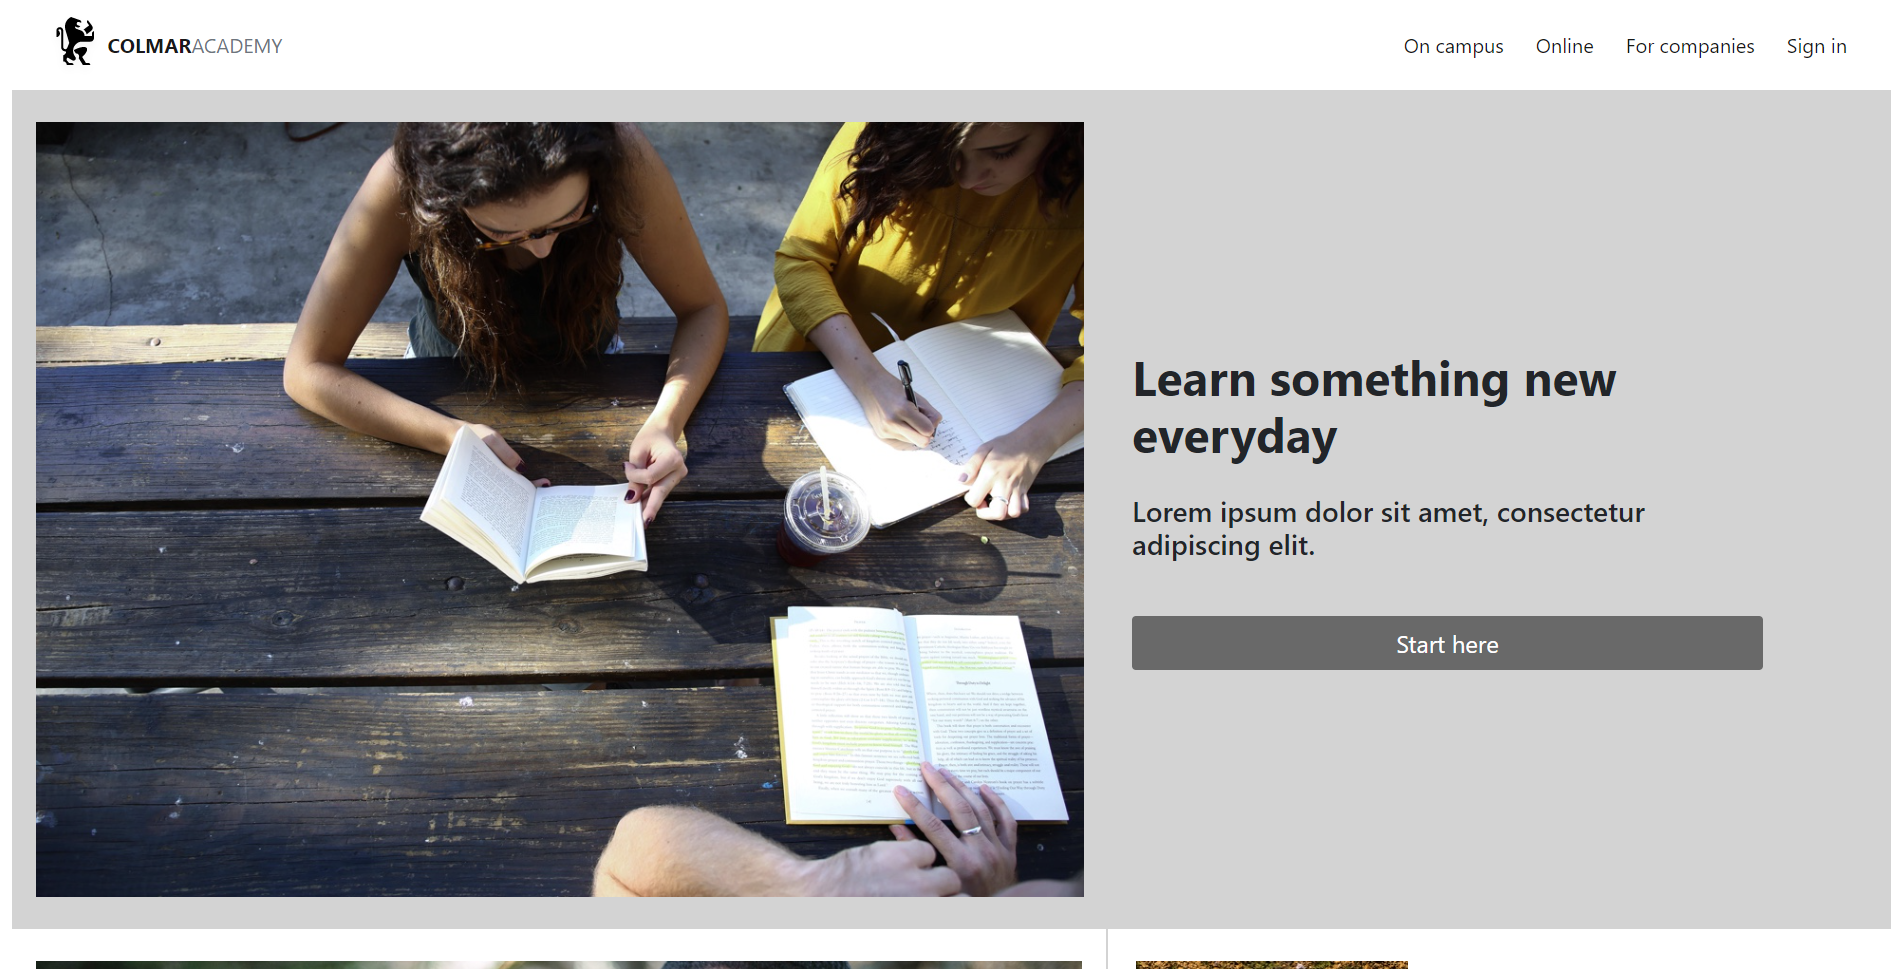 COLMARACADEMY
On campus Online For companies Sign in
Learn something new
everyday
Lorem ipsum dolor sit amet, consectetur
adipiscing elit.
Start here